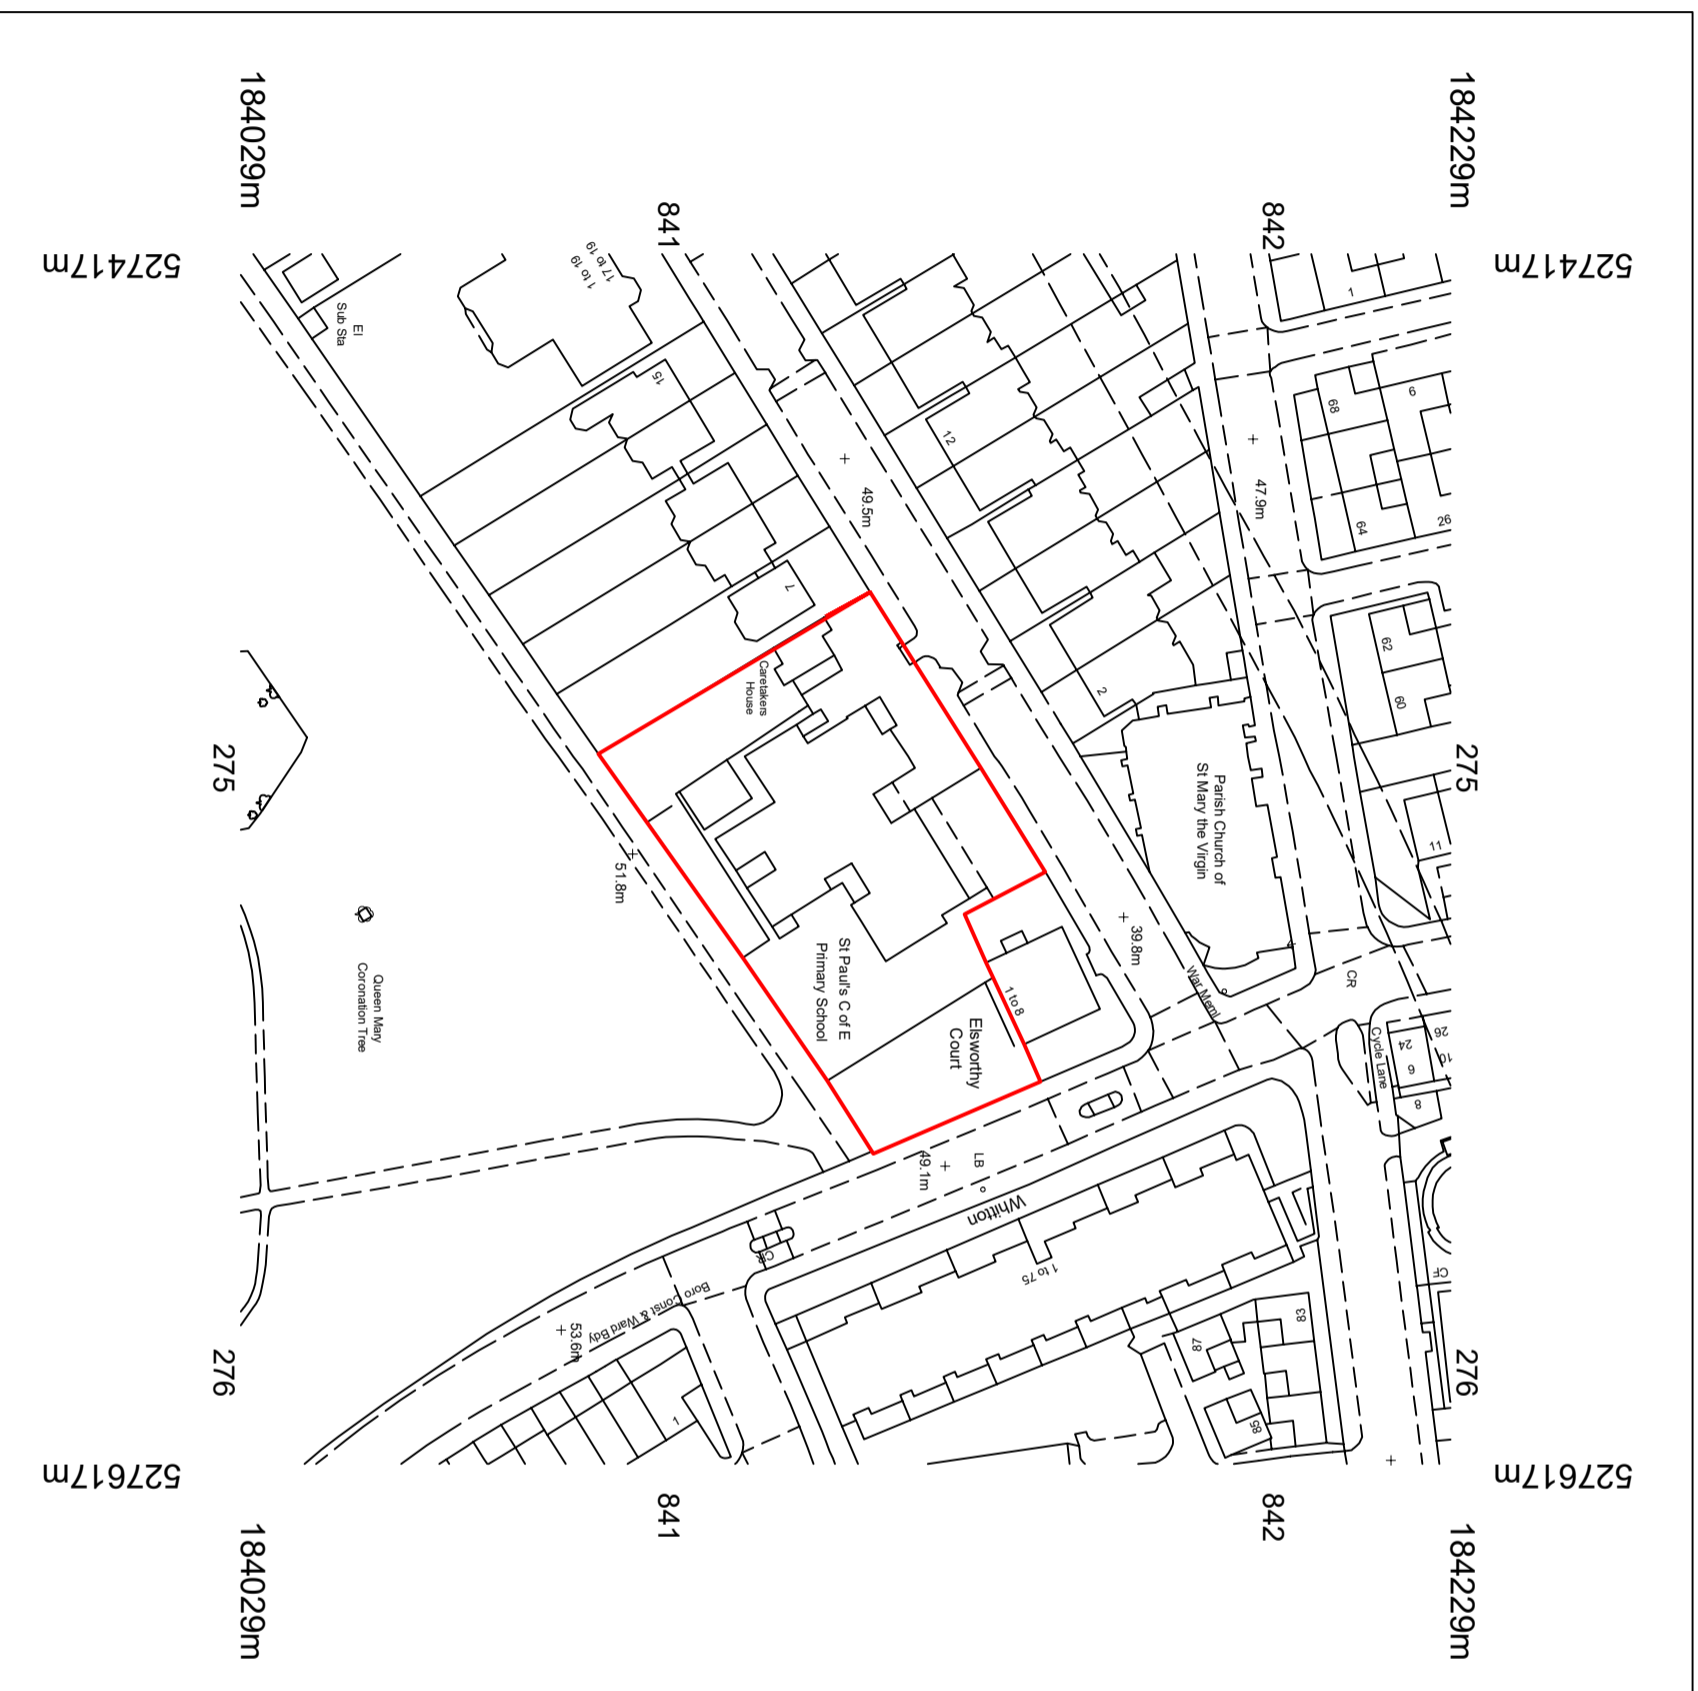 184029m
184229m
527417m
527417m
841
842
1 to 19
17 to 19
El
Sub Sta
1
15
68
6
12
49.5m
47.9m
64
26
7
Caretakers
House
2
62
60
275
275
Parish Church of
St Mary the Virgin
11
51.8m
39.8m
Queen Mary
Coronation Tree
St Paul's C of E
Primary School
1 to 8
Elsworthy
Court
War Meml
CR
Cycle Lane
26
24
10
6
8
49.1m
LB
Whitton
CR
1 to 75
CF
Boro Const & Ward Bdy
53.6m
83
87
85
1
276
276
527617m
527617m
841
842
184029m
184229m